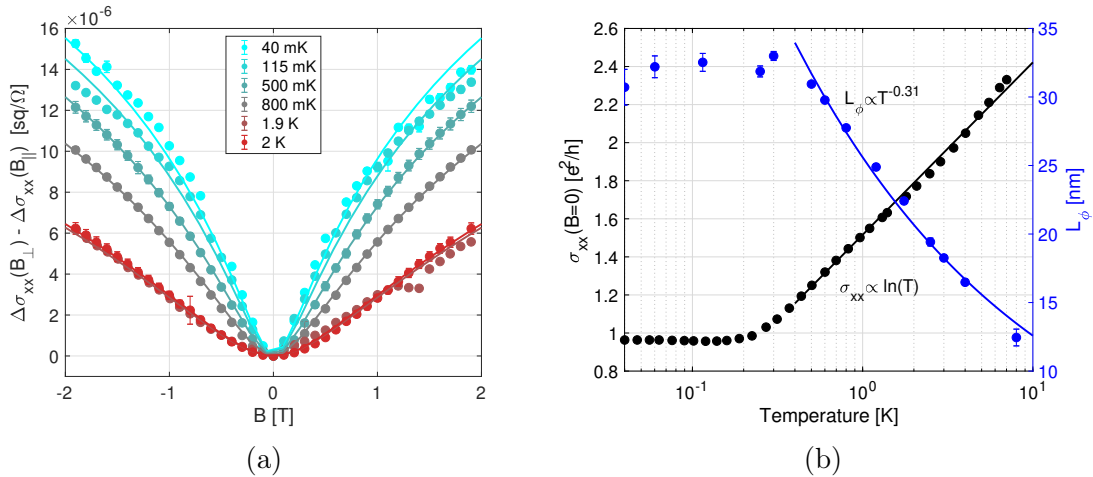 ×10⁻⁶
16
14
12
10
8
6
4
2
0
Δσxx(B⊥) - Δσxx(B||) [sq/Ω]
-2
-1
0
1
2
B [T]
40 mK
115 mK
500 mK
800 mK
1.9 K
2 K
(a)
2.6
2.4
2.2
2
1.8
1.6
1.4
1.2
1
0.8
σxx(B=0) [e²/h]
10⁻¹
10⁰
10¹
Temperature [K]
35
30
25
20
15
10
Lϕ [nm]
Lϕ∝T⁻⁰·³¹
σxx∝ ln(T)
(b)